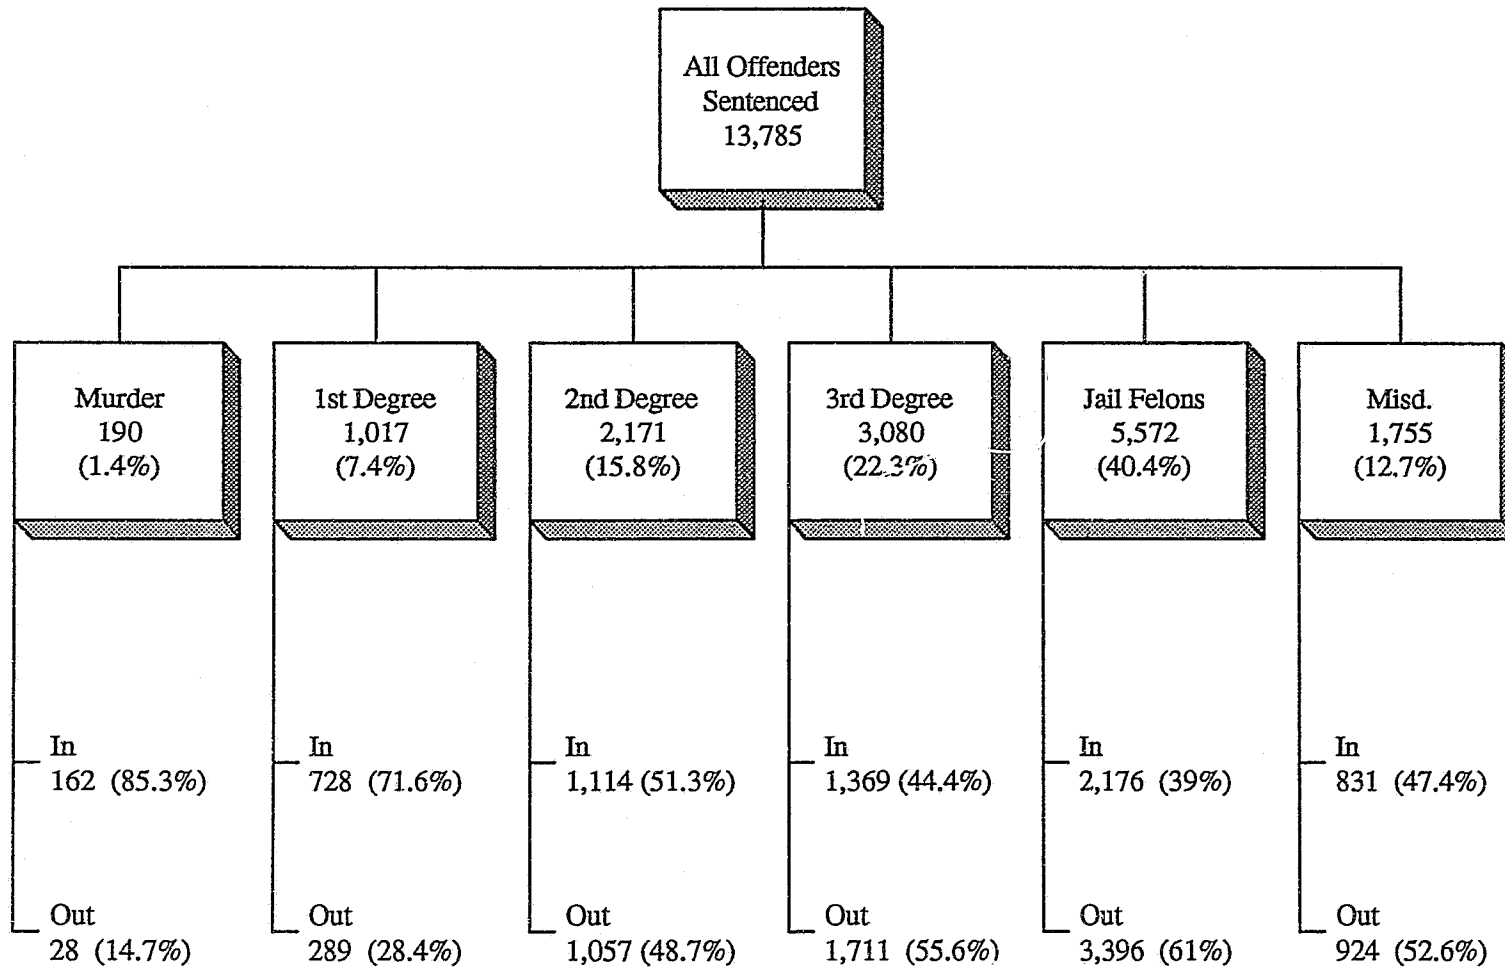 All Offenders
Sentenced
13,785
Murder
190
(1.4%)
1st Degree
1,017
(7.4%)
2nd Degree
2,171
(15.8%)
3rd Degree
3,080
(22.3%)
Jail Felons
5,572
(40.4%)
Misd.
1,755
(12.7%)
In
162 (85.3%)
In
728 (71.6%)
In
1,114 (51.3%)
In
1,369 (44.4%)
In
2,176 (39%)
In
831 (47.4%)
Out
28 (14.7%)
Out
289 (28.4%)
Out
1,057 (48.7%)
Out
1,711 (55.6%)
Out
3,396 (61%)
Out
924 (52.6%)